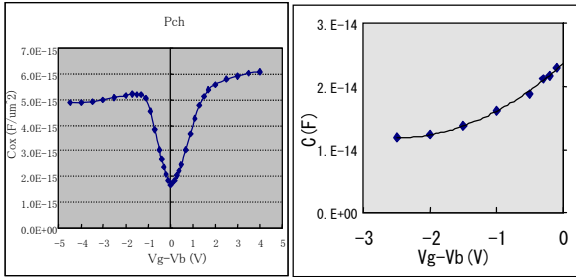 Pch
7.0E-15
6.0E-15
5.0E-15
4.0E-15
3.0E-15
2.0E-15
1.0E-15
0.0E+00
Cox (F/um^2)
-5 -4 -3 -2 -1 0 1 2 3 4 5
Vg-Vb (V)
3.E-14
2.E-14
1.E-14
0.E+00
C(F)
-3 -2 -1 0
Vg-Vb (V)